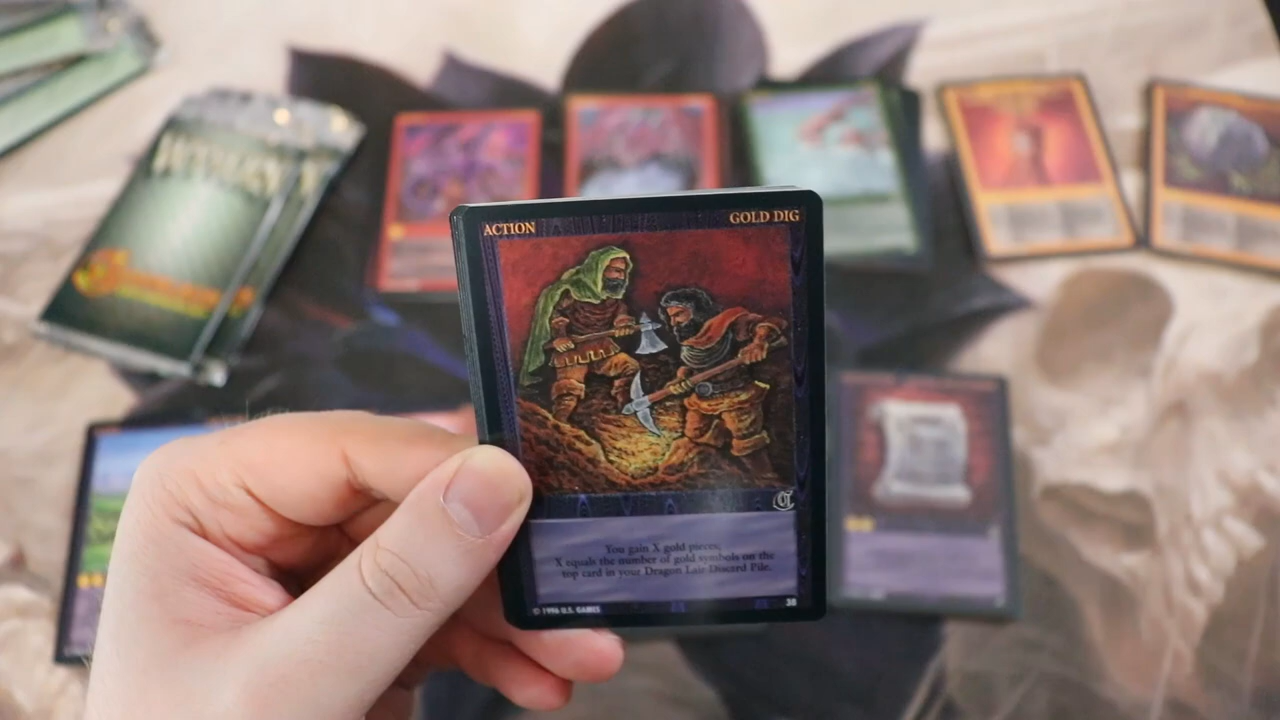 ACTION
GOLD DIG
You gain X gold pieces;
X equals the number of gold symbols on the
top card in your Dragon Lair Discard Pile.
© 1996 U.S. GAMES
38